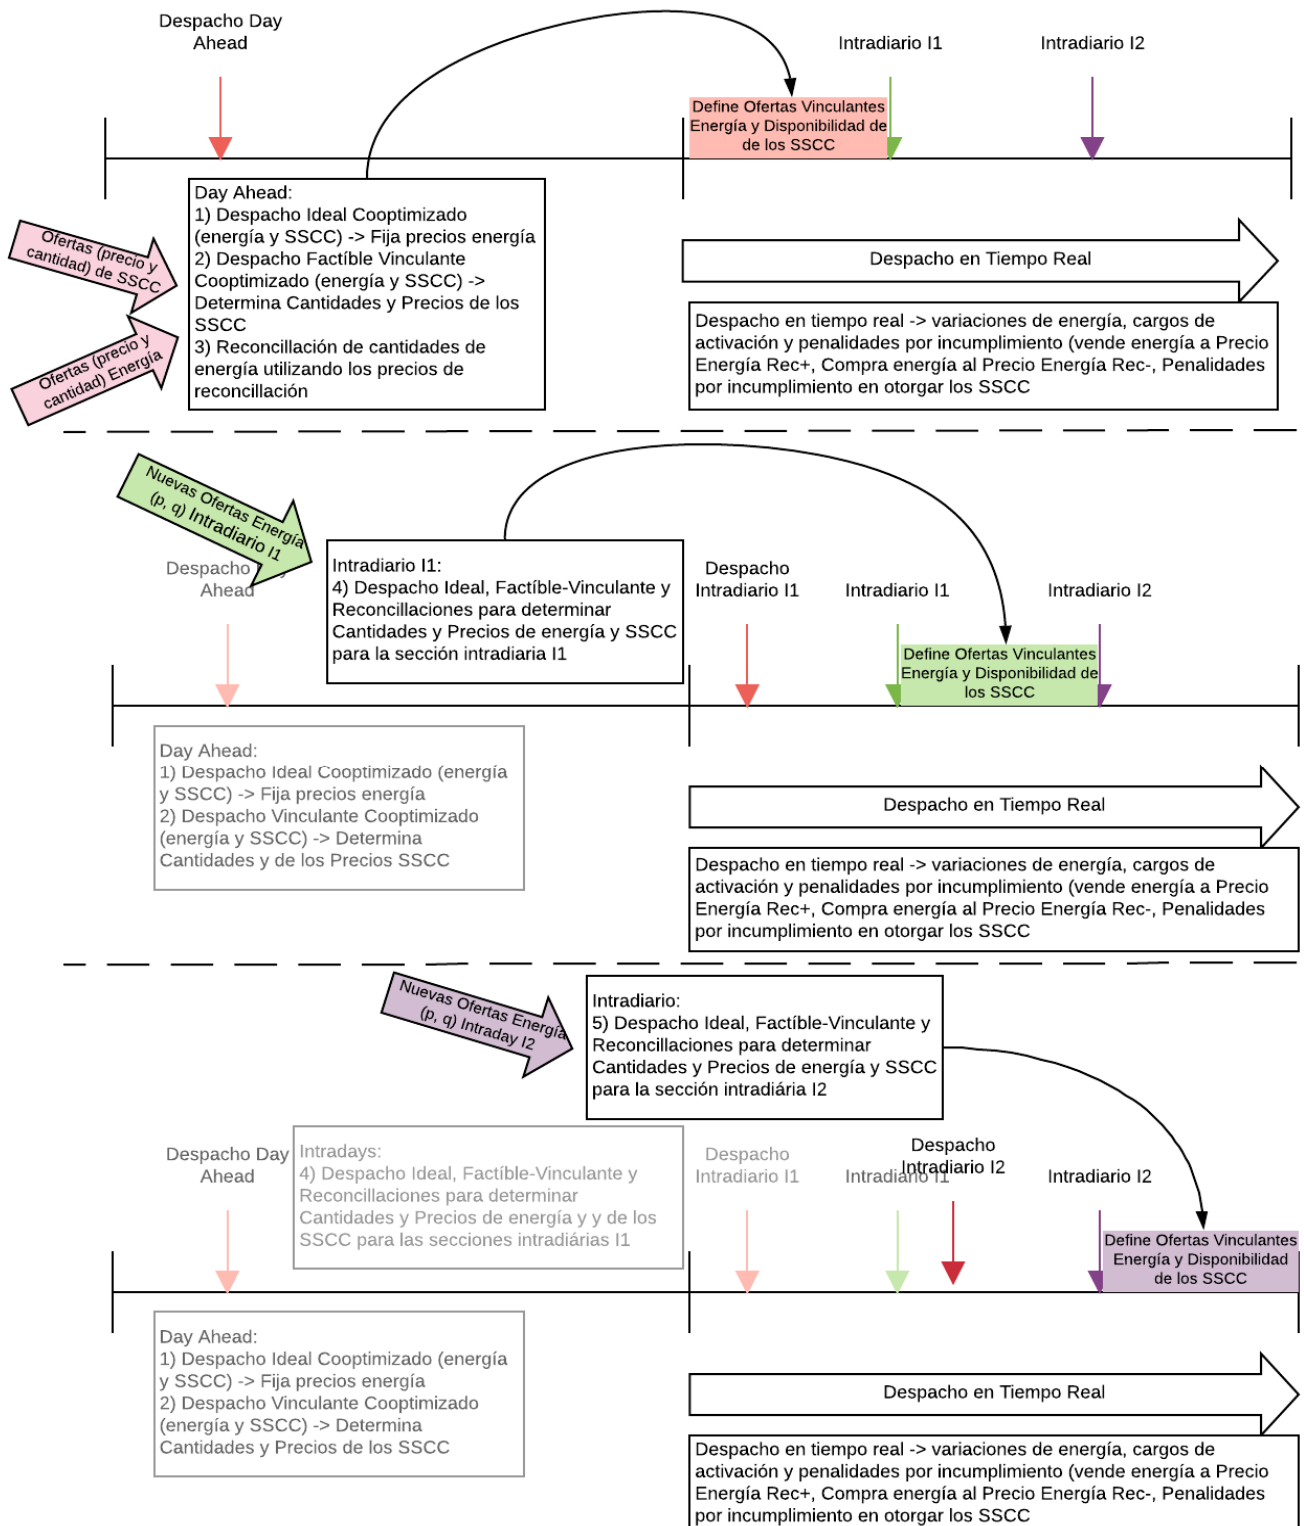 Despacho Day
Ahead
Intradiario I1
Intradiario I2
Define Ofertas Vinculantes
Energía y Disponibilidad de
de los SSCC
Ofertas (precio y
cantidad) de SSCC
Ofertas (precio y
cantidad) Energía
Day Ahead:
1) Despacho Ideal Cooptimizado
(energía y SSCC) -> Fija precios energía
2) Despacho Factíble Vinculante
Cooptimizado (energía y SSCC) ->
Determina Cantidades y Precios de los
SSCC
3) Reconcillación de cantidades de
energía utilizando los precios de
reconcillación
Despacho en Tiempo Real
Despacho en tiempo real -> variaciones de energía, cargos de
activación y penalidades por incumplimiento (vende energía a Precio
Energía Rec+, Compra energía al Precio Energía Rec-, Penalidades
por incumplimiento en otorgar los SSCC
Nuevas Ofertas Energía
(p, q) Intradiario I1
Despacho
Ahead
Intradiario I1:
4) Despacho Ideal, Factíble-Vinculante y
Reconcillaciones para determinar
Cantidades y Precios de energía y SSCC
para la sección intradiaria I1
Despacho
Intradiario I1
Intradiario I1
Intradiario I2
Define Ofertas Vinculantes
Energía y Disponibilidad de
los SSCC
Day Ahead:
1) Despacho Ideal Cooptimizado (energía
y SSCC) -> Fija precios energía
2) Despacho Vinculante Cooptimizado
(energía y SSCC) -> Determina
Cantidades y de los Precios SSCC
Despacho en Tiempo Real
Despacho en tiempo real -> variaciones de energía, cargos de
activación y penalidades por incumplimiento (vende energía a Precio
Energía Rec+, Compra energía al Precio Energía Rec-, Penalidades
por incumplimiento en otorgar los SSCC
Nuevas Ofertas Energía
(p, q) Intraday I2
Intradiario:
5) Despacho Ideal, Factíble-Vinculante y
Reconcillaciones para determinar
Cantidades y Precios de energía y SSCC
para la sección intradiária I2
Despacho Day
Ahead
Intradays:
4) Despacho Ideal, Factíble-Vinculante y
Reconcillaciones para determinar
Cantidades y Precios de energía y y de los
SSCC para las secciones intradiárias I1
Despacho
Intradiario I1
Intradiario I1
Despacho
Intradiario I2
Intradiario I2
Define Ofertas Vinculantes
Energía y Disponibilidad
de los SSCC
Day Ahead:
1) Despacho Ideal Cooptimizado (energía
y SSCC) -> Fija precios energía
2) Despacho Vinculante Cooptimizado
(energía y SSCC) -> Determina
Cantidades y Precios de los SSCC
Despacho en Tiempo Real
Despacho en tiempo real -> variaciones de energía, cargos de
activación y penalidades por incumplimiento (vende energía a Precio
Energía Rec+, Compra energía al Precio Energía Rec-, Penalidades
por incumplimiento en otorgar los SSCC